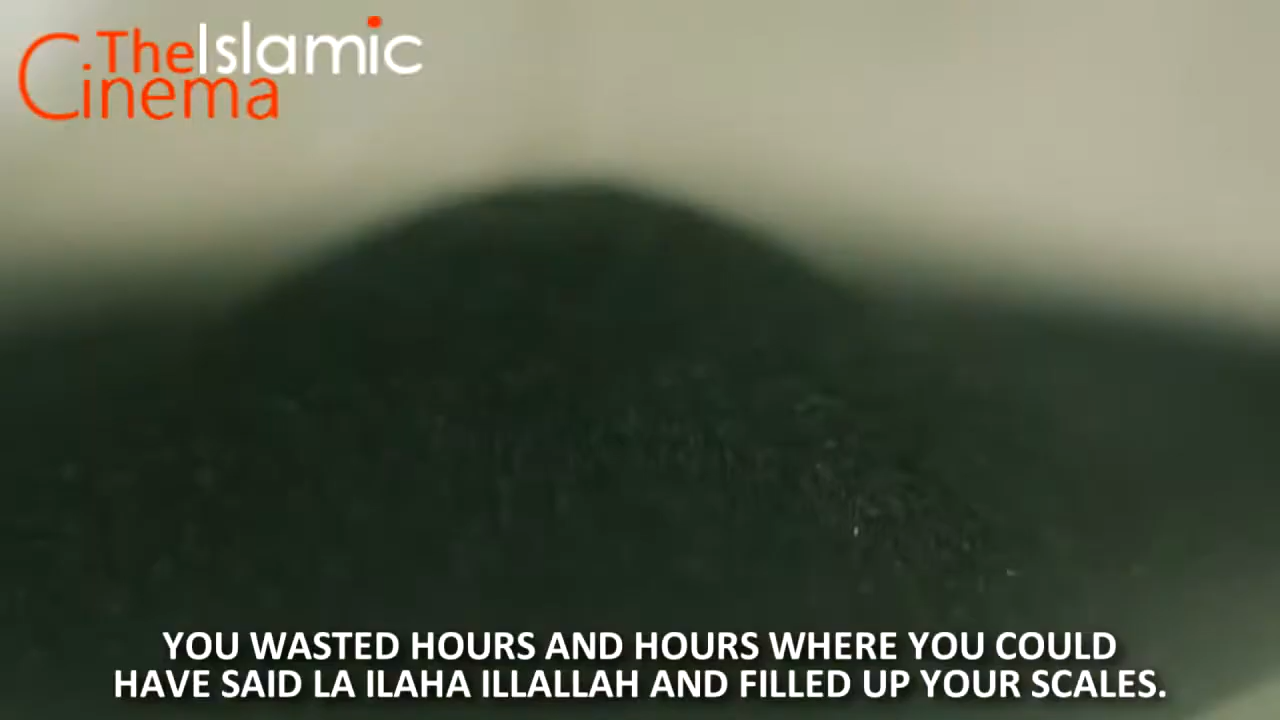 TheIslamic
Cinema
YOU WASTED HOURS AND HOURS WHERE YOU COULD
HAVE SAID LA ILAHA ILLALLAH AND FILLED UP YOUR SCALES.